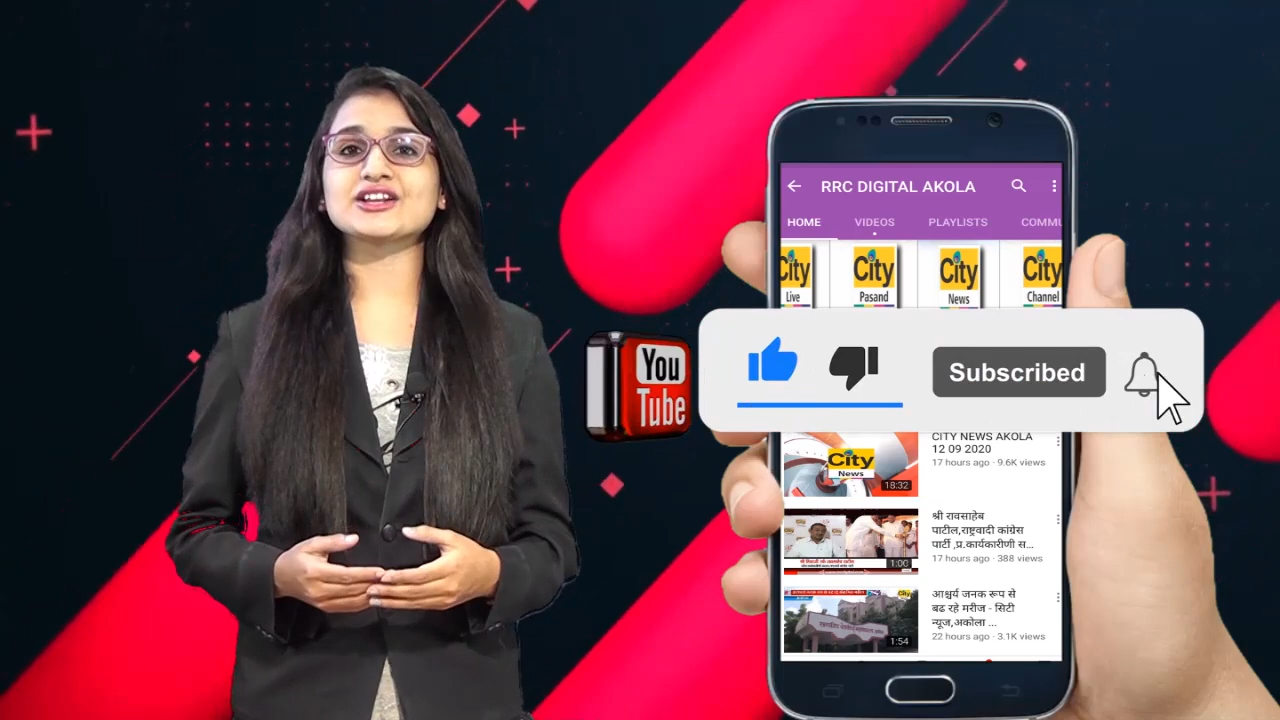 RRC DIGITAL AKOLA
HOME VIDEOS PLAYLISTS COMMU
City
Live
City
Pasand
City
News
City
Channel
You
Tube
Subscribed
CITY NEWS AKOLA
12 09 2020
17 hours ago · 9.6K views
City
News
18:32
श्री रावसाहेब
पाटील,राष्ट्रवादी कांग्रेस
पार्टी ,प्र.कार्यकारीणी स...
17 hours ago · 388 views
1:00
आश्चर्य जनक रूप से
बढ रहे मरीज - सिटी
न्यूज,अकोला ...
22 hours ago · 3.1K views
City
1:54